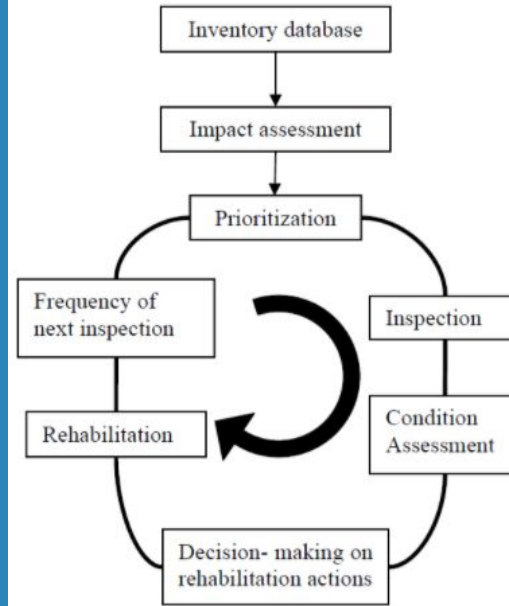 Inventory database
Impact assessment
Prioritization
Frequency of
next inspection
Inspection
Rehabilitation
Condition
Assessment
Decision- making on
rehabilitation actions